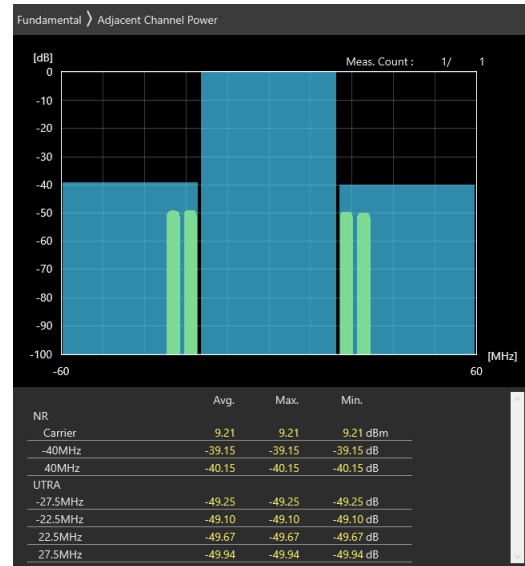 Fundamental 〉 Adjacent Channel Power
[dB]
Meas. Count : 1/ 1
0
-10
-20
-30
-40
-50
-60
-70
-80
-90
-100
[MHz]
-60 60
Avg. Max. Min.
NR
Carrier 9.21 9.21 9.21 dBm
-40MHz -39.15 -39.15 -39.15 dB
40MHz -40.15 -40.15 -40.15 dB
UTRA
-27.5MHz -49.25 -49.25 -49.25 dB
-22.5MHz -49.10 -49.10 -49.10 dB
22.5MHz -49.67 -49.67 -49.67 dB
27.5MHz -49.94 -49.94 -49.94 dB